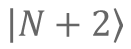 |N + 2⟩